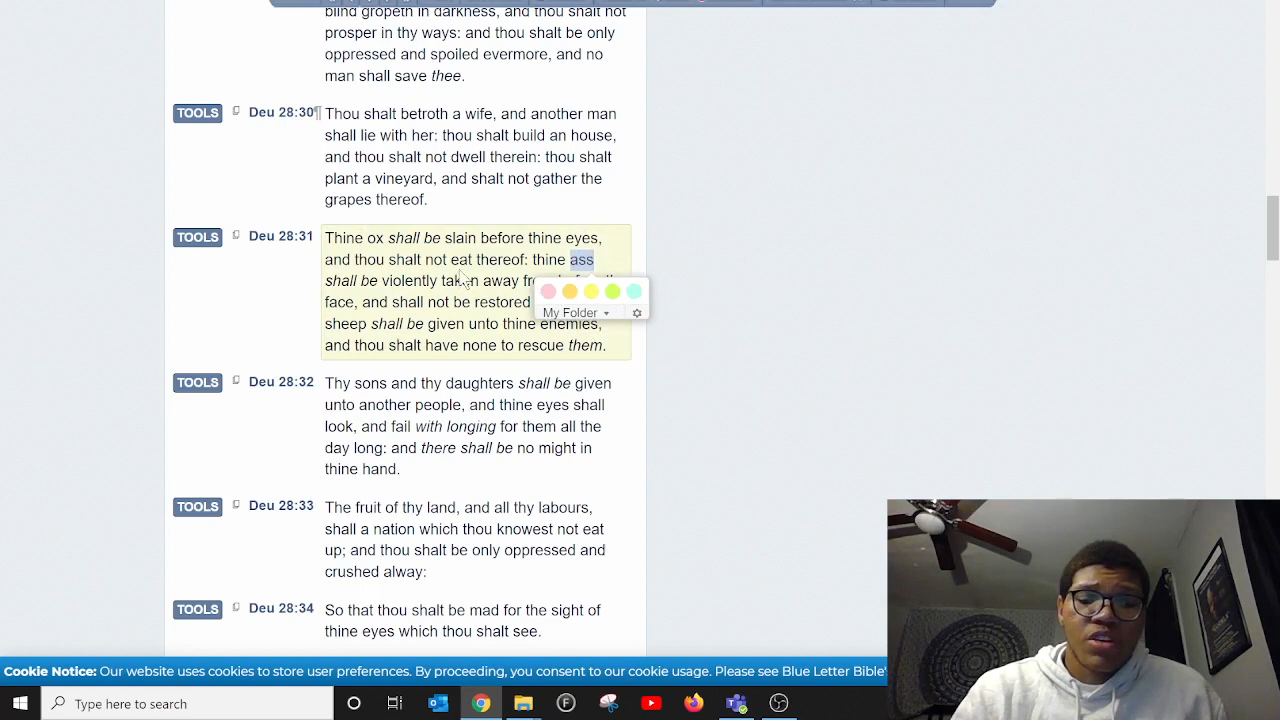 blind gropeth in darkness, and thou shalt not
prosper in thy ways: and thou shalt be only
oppressed and spoiled evermore, and no
man shall save thee.
TOOLS Deu 28:30¶ Thou shalt betroth a wife, and another man
shall lie with her: thou shalt build an house,
and thou shalt not dwell therein: thou shalt
plant a vineyard, and shalt not gather the
grapes thereof.
TOOLS Deu 28:31 Thine ox shall be slain before thine eyes,
and thou shalt not eat thereof: thine ass
shall be violently taken away
face, and shall not be restored
sheep shall be given unto thine enemies,
and thou shalt have none to rescue them.
My Folder
TOOLS Deu 28:32 Thy sons and thy daughters shall be given
unto another people, and thine eyes shall
look, and fail with longing for them all the
day long: and there shall be no might in
thine hand.
TOOLS Deu 28:33 The fruit of thy land, and all thy labours,
shall a nation which thou knowest not eat
up; and thou shalt be only oppressed and
crushed alway:
TOOLS Deu 28:34 So that thou shalt be mad for the sight of
thine eyes which thou shalt see.
Cookie Notice: Our website uses cookies to store user preferences. By proceeding, you consent to our cookie usage. Please see Blue Letter Bible'
Type here to search